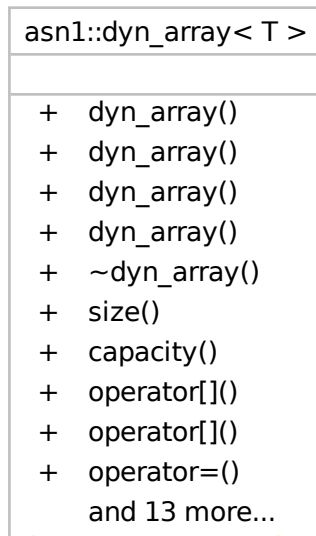 asn1::dyn_array< T >
+ dyn_array()
+ dyn_array()
+ dyn_array()
+ dyn_array()
+ ~dyn_array()
+ size()
+ capacity()
+ operator[]()
+ operator[]()
+ operator=()
and 13 more...